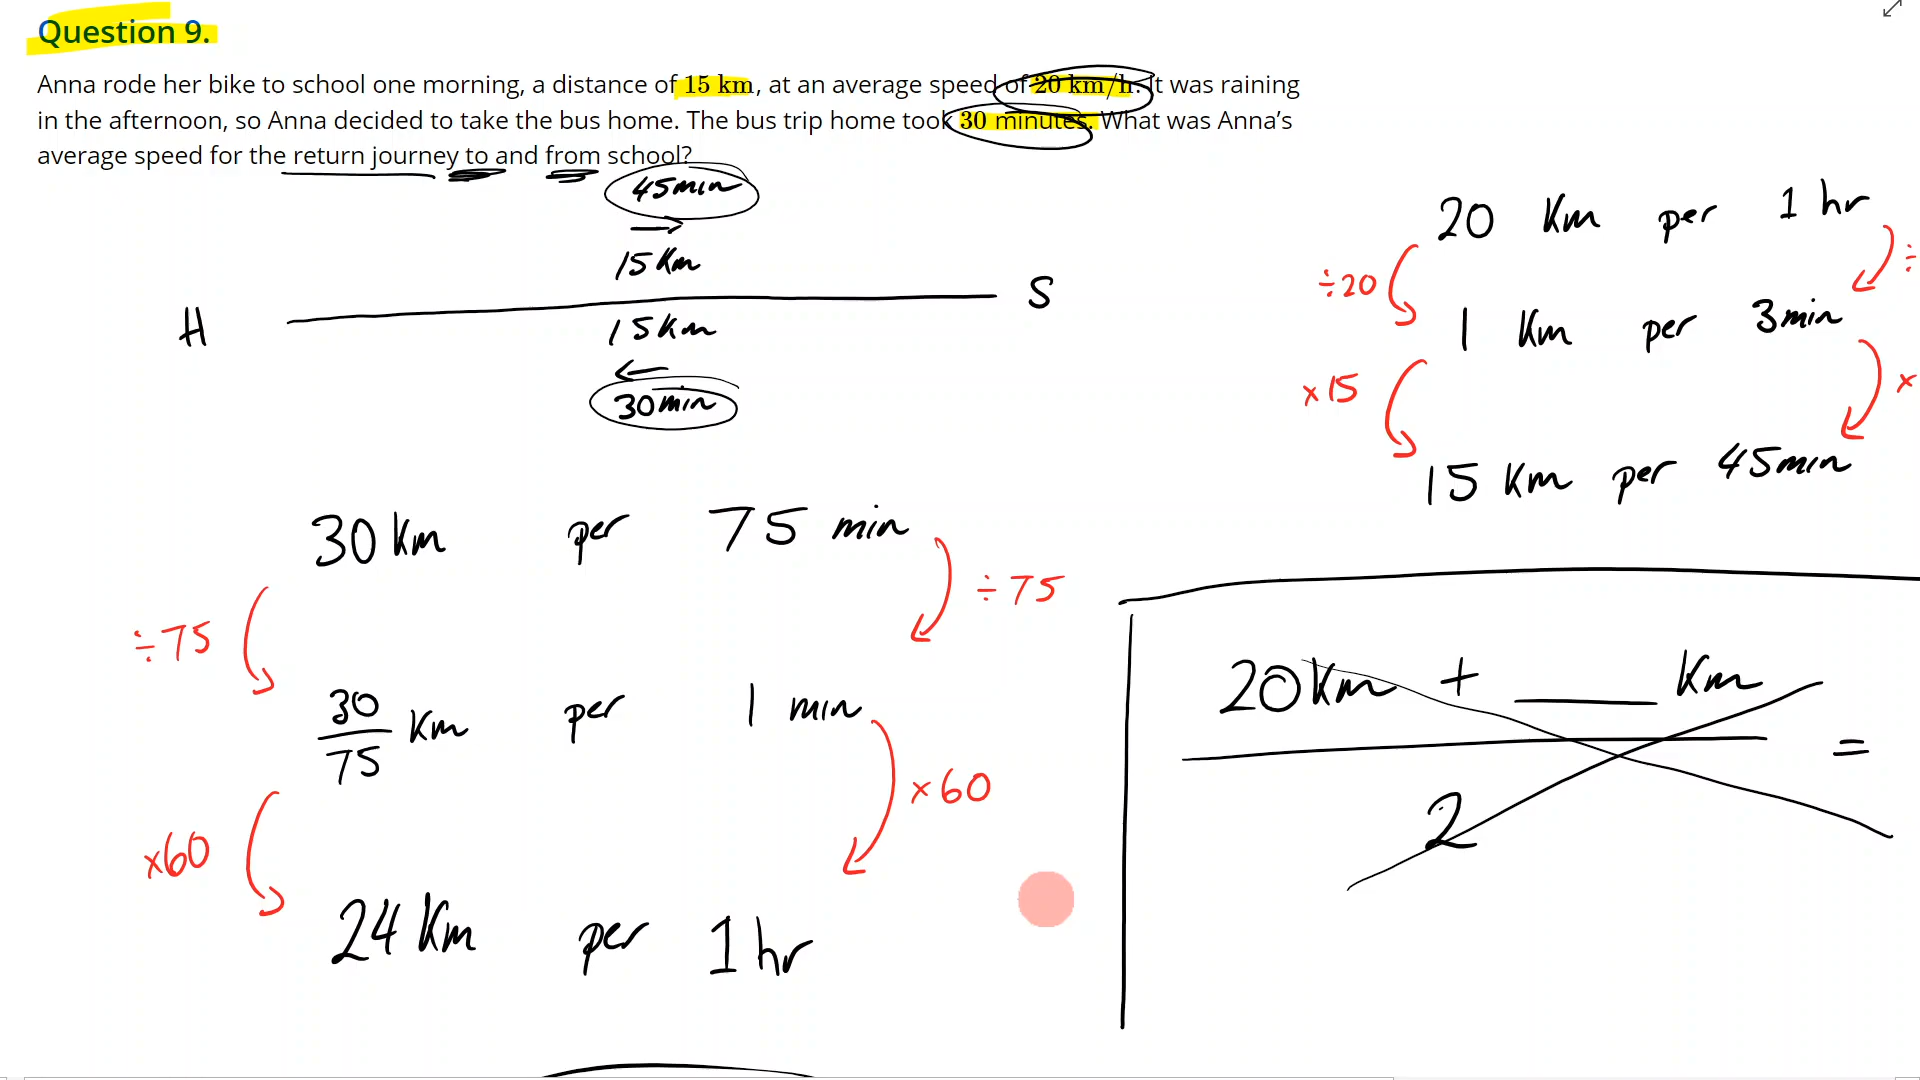 Question 9.
Anna rode her bike to school one morning, a distance of 15 km, at an average speed of 20 km/h. It was raining
in the afternoon, so Anna decided to take the bus home. The bus trip home took 30 minutes. What was Anna’s
average speed for the return journey to and from school?
45min
15 Km
H
S
15 Km
30min
20 Km per 1 hr
÷20
÷
1 Km per 3min
×15
×
15 Km per 45min
30 Km per 75 min
÷75
÷75
30
75
Km per 1 min
×60
×60
24 Km per 1 hr
20Km + ___ Km
2
=